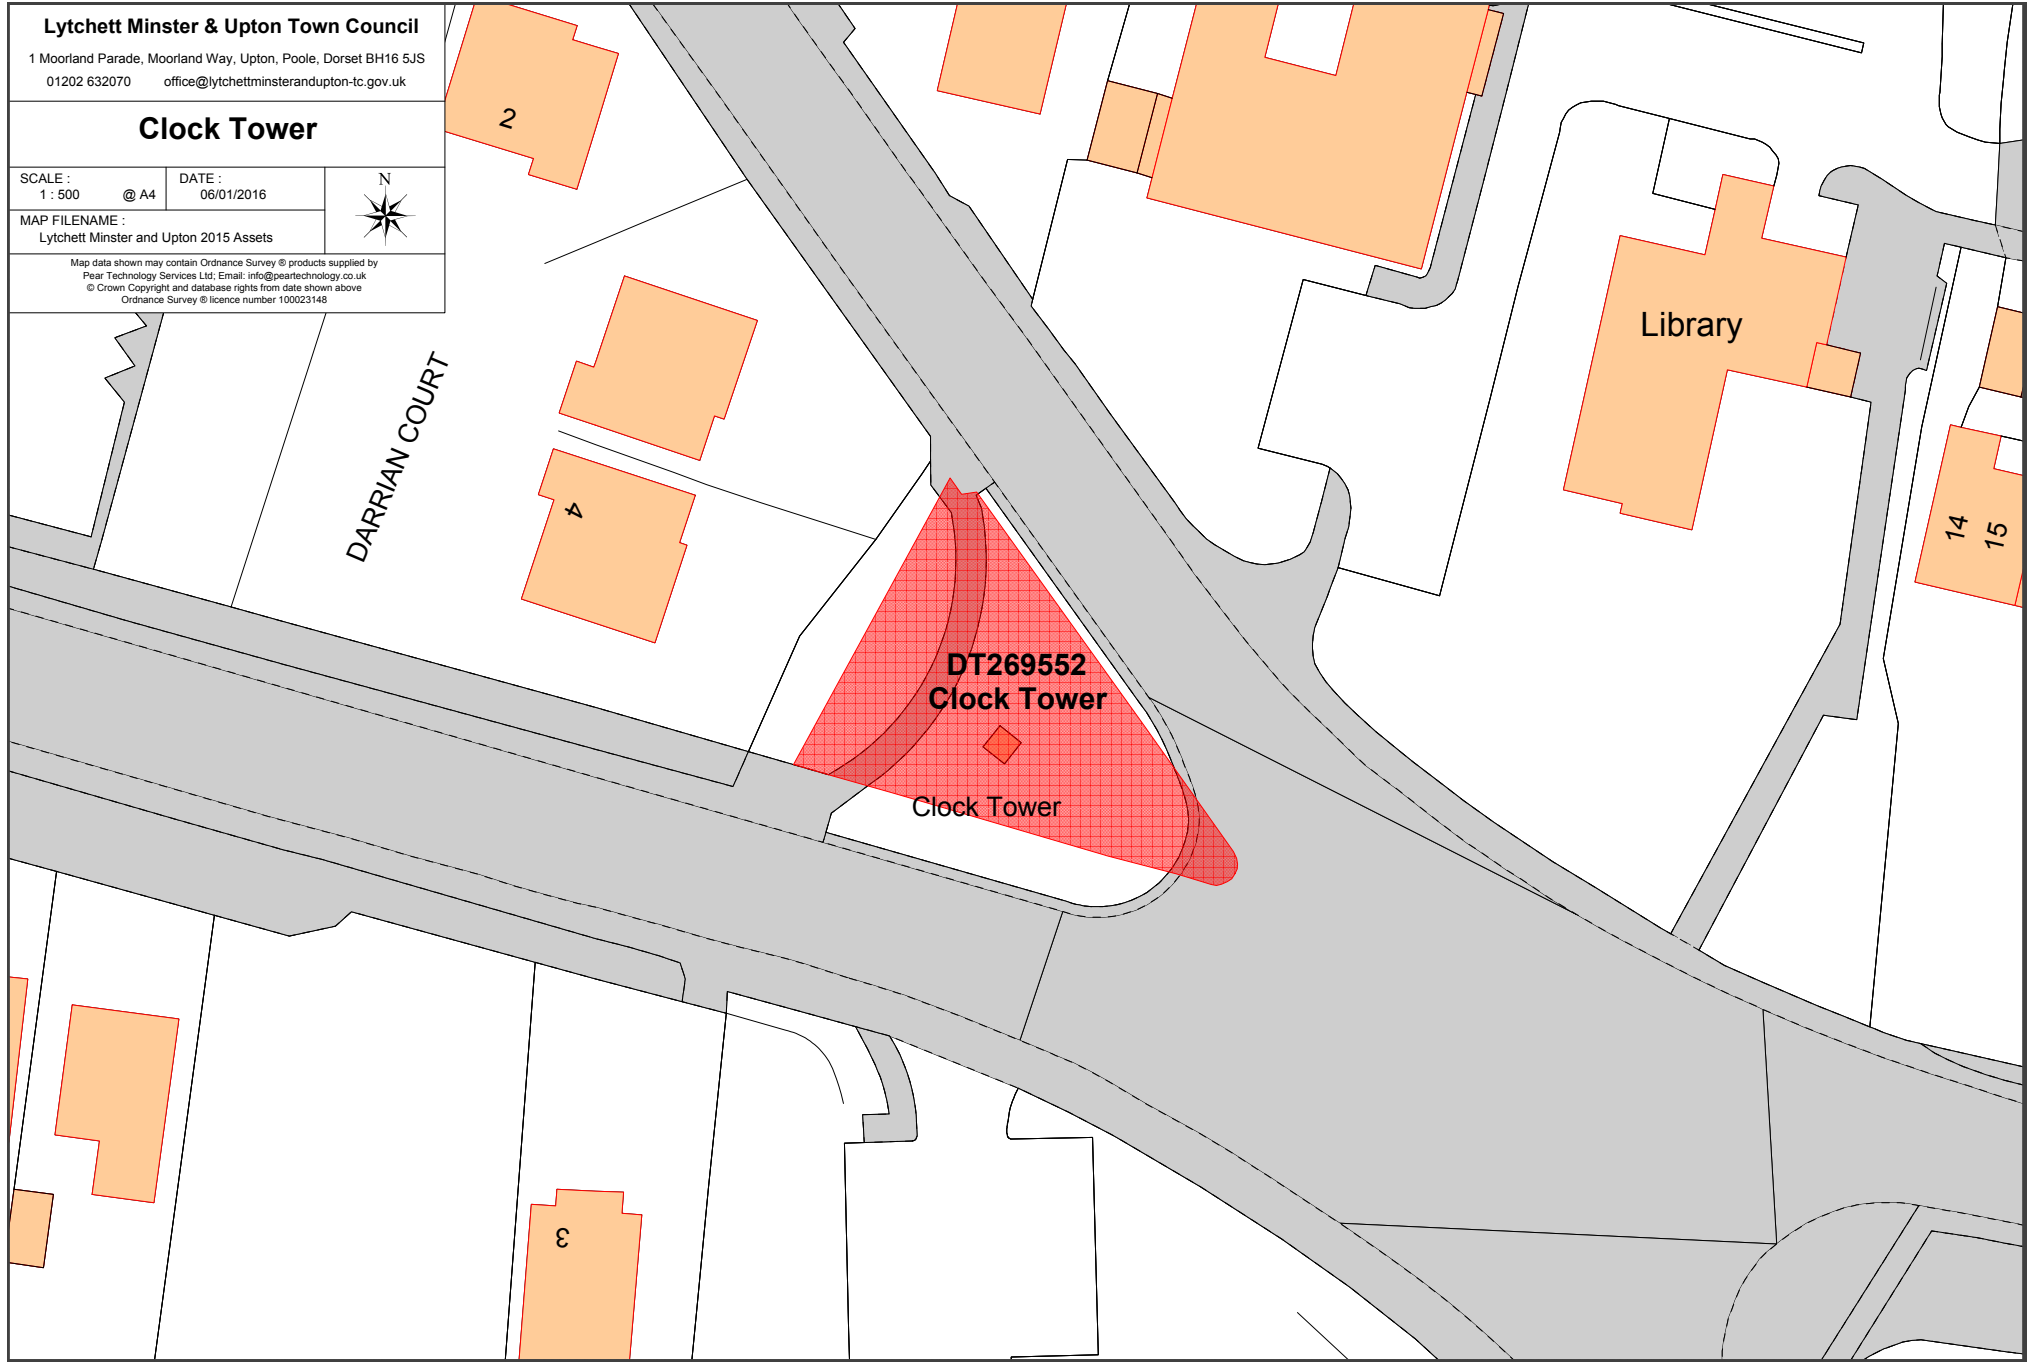 Lytchett Minster & Upton Town Council
1 Moorland Parade, Moorland Way, Upton, Poole, Dorset BH16 5JS
01202 632070 office@lytchettminsterandupton-tc.gov.uk
Clock Tower
SCALE :
1 : 500 @ A4
DATE :
06/01/2016
N
MAP FILENAME :
Lytchett Minster and Upton 2015 Assets
Map data shown may contain Ordnance Survey ® products supplied by
Pear Technology Services Ltd; Email: info@peartechnology.co.uk
© Crown Copyright and database rights from date shown above
Ordnance Survey ® licence number 100023148
2
Library
DARRIAN COURT
4
14
15
DT269552
Clock Tower
Clock Tower
3